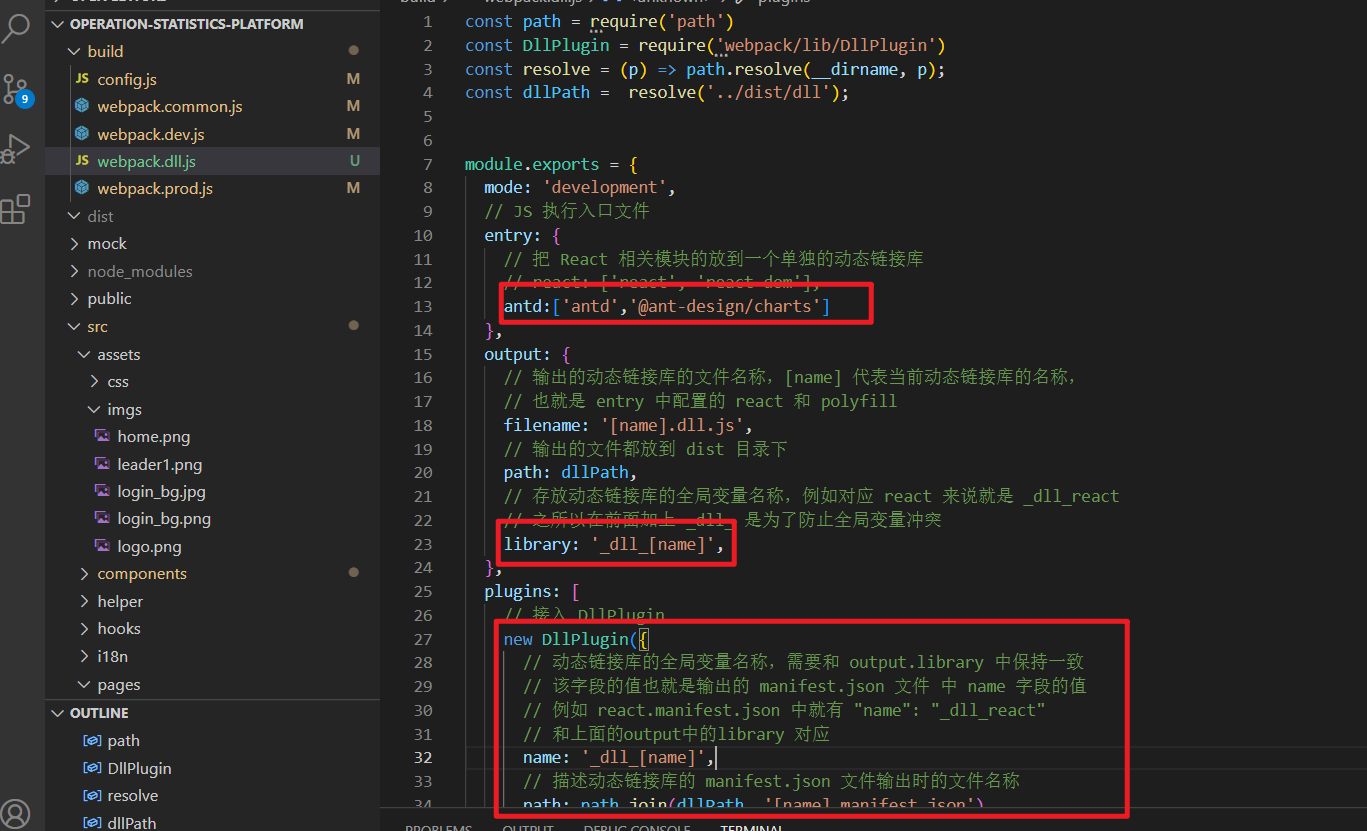 OPERATION-STATISTICS-PLATFORM
build
JS config.js M
webpack.common.js M
webpack.dev.js M
JS webpack.dll.js U
webpack.prod.js M
dist
mock
node_modules
public
src
assets
css
imgs
home.png
leader1.png
login_bg.jpg
login_bg.png
logo.png
components
helper
hooks
i18n
pages
OUTLINE
path
DllPlugin
resolve
dllPath
9
1 const path = require('path')
2 const DllPlugin = require('webpack/lib/DllPlugin')
3 const resolve = (p) => path.resolve(__dirname, p);
4 const dllPath =  resolve('../dist/dll');
5
6
7 module.exports = {
8 mode: 'development',
9 // JS 执行入口文件
10 entry: {
11 // 把 React 相关模块的放到一个单独的动态链接库
12 // react: ['react', 'react-dom'],
13 antd:['antd','@ant-design/charts']
14 },
15 output: {
16 // 输出的动态链接库的文件名称，[name] 代表当前动态链接库的名称，
17 // 也就是 entry 中配置的 react 和 polyfill
18 filename: '[name].dll.js',
19 // 输出的文件都放到 dist 目录下
20 path: dllPath,
21 // 存放动态链接库的全局变量名称，例如对应 react 来说就是 _dll_react
22 // 之所以在前面加上 _dll_ 是为了防止全局变量冲突
23 library: '_dll_[name]',
24 },
25 plugins: [
26 // 接入 DllPlugin
27 new DllPlugin({
28 // 动态链接库的全局变量名称，需要和 output.library 中保持一致
29 // 该字段的值也就是输出的 manifest.json 文件 中 name 字段的值
30 // 例如 react.manifest.json 中就有 "name": "_dll_react"
31 // 和上面的output中的library 对应
32 name: '_dll_[name]',
33 // 描述动态链接库的 manifest.json 文件输出时的文件名称
34 path: path.join(dllPath, '[name].manifest.json')
PROBLEMS OUTPUT DEBUG CONSOLE TERMINAL